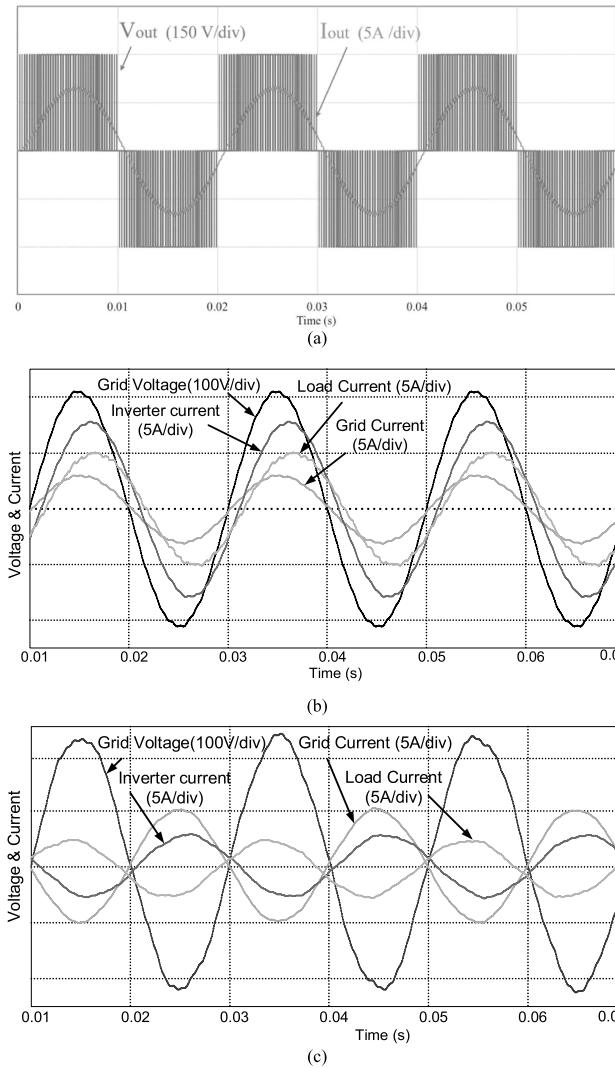 Vout (150 V/div)
Iout (5A /div)
0
0.01
0.02
0.03
0.04
0.05
Time (s)
(a)
Grid Voltage(100V/div)
Load Current (5A/div)
Inverter current
(5A/div)
Grid Current
(5A/div)
Voltage & Current
0.01
0.02
0.03
0.04
0.05
0.06
0.0
Time (s)
(b)
Grid Voltage(100V/div)
Grid Current (5A/div)
Inverter current
(5A/div)
Load Current
(5A/div)
Voltage & Current
0.01
0.02
0.03
0.04
0.05
0.06
0.0
Time (s)
(c)